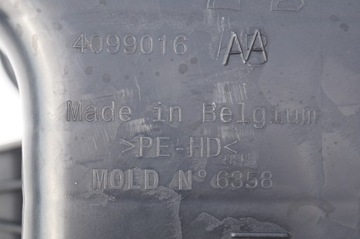 4099016 AA
Made in Belgium
>PE-HD<
MOLD N° 6358